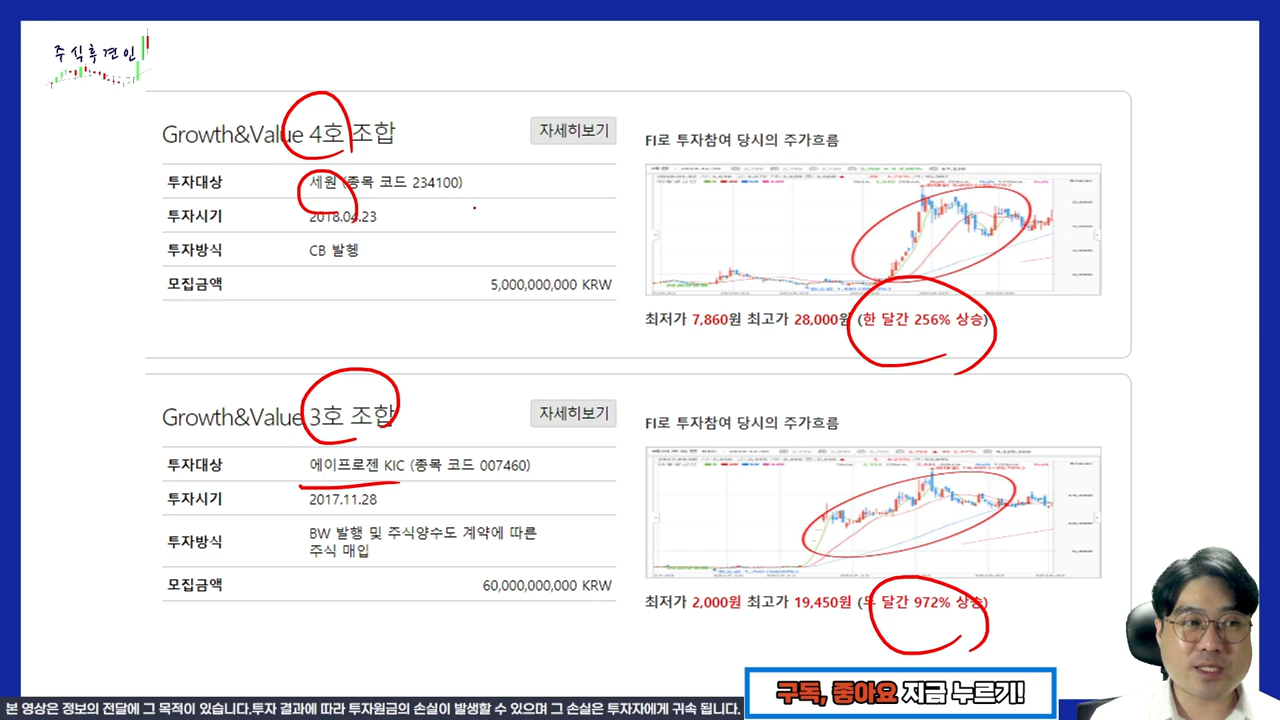 주식후견인
Growth&Value 4호 조합
자세히보기
투자대상 세원 (종목 코드 234100)
투자시기 2018.04.23
투자방식 CB 발헹
모집금액 5,000,000,000 KRW
FI로 투자참여 당시의 주가흐름
최저가 7,860원 최고가 28,000원 (한 달간 256% 상승)
Growth&Value 3호 조합
자세히보기
투자대상 에이프로젠 KIC (종목 코드 007460)
투자시기 2017.11.28
투자방식 BW 발행 및 주식양수도 계약에 따른
주식 매입
모집금액 60,000,000,000 KRW
FI로 투자참여 당시의 주가흐름
최저가 2,000원 최고가 19,450원 (두 달간 972% 상승)
구독, 좋아요 지금 누르기!
본 영상은 정보의 전달에 그 목적이 있습니다.투자 결과에 따라 투자원금의 손실이 발생할 수 있으며 그 손실은 투자자에게 귀속 됩니다.